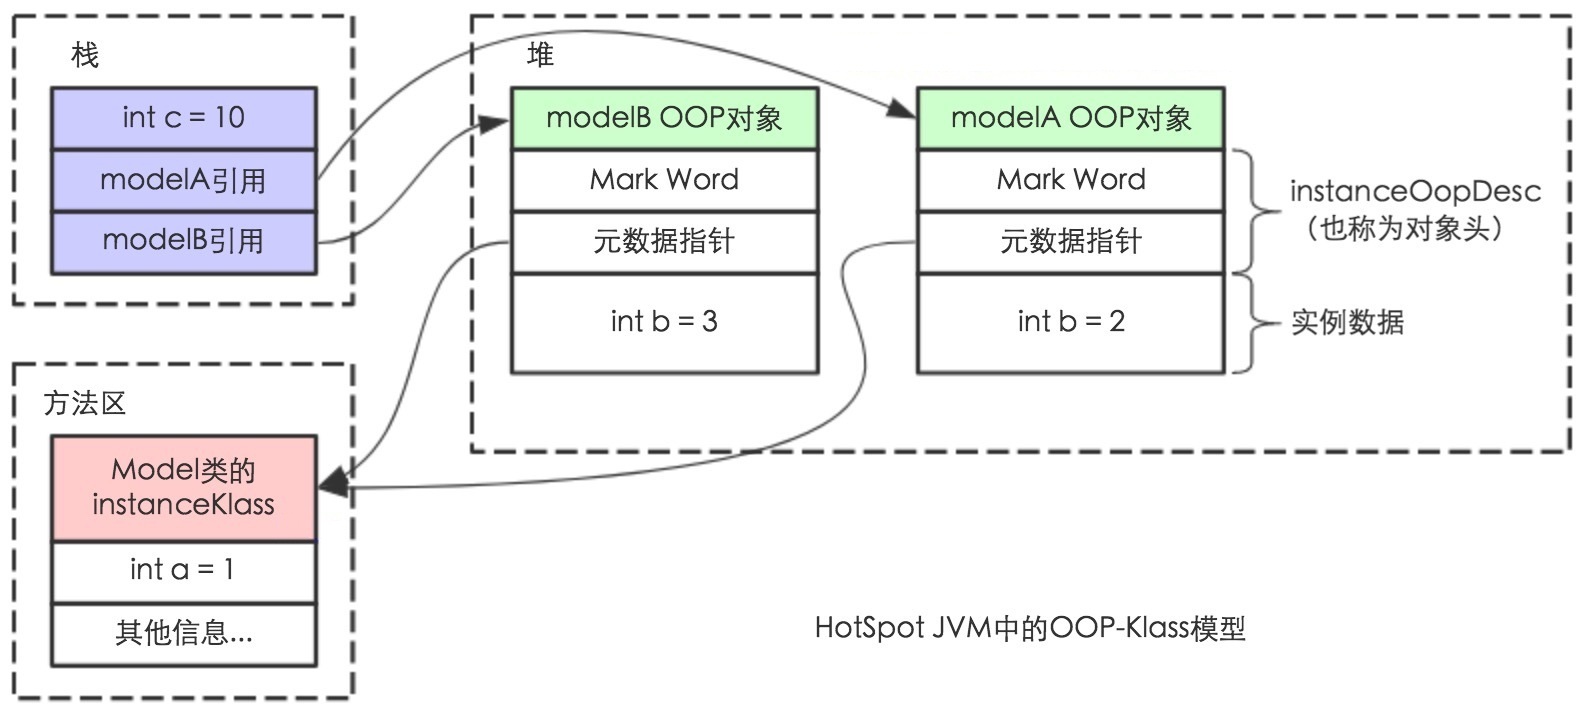 栈
int c = 10
modelA引用
modelB引用
堆
modelB OOP对象
Mark Word
元数据指针
int b = 3
modelA OOP对象
Mark Word
元数据指针
int b = 2
instanceOopDesc
（也称为对象头）
实例数据
方法区
Model类的
instanceKlass
int a = 1
其他信息...
HotSpot JVM中的OOP-Klass模型